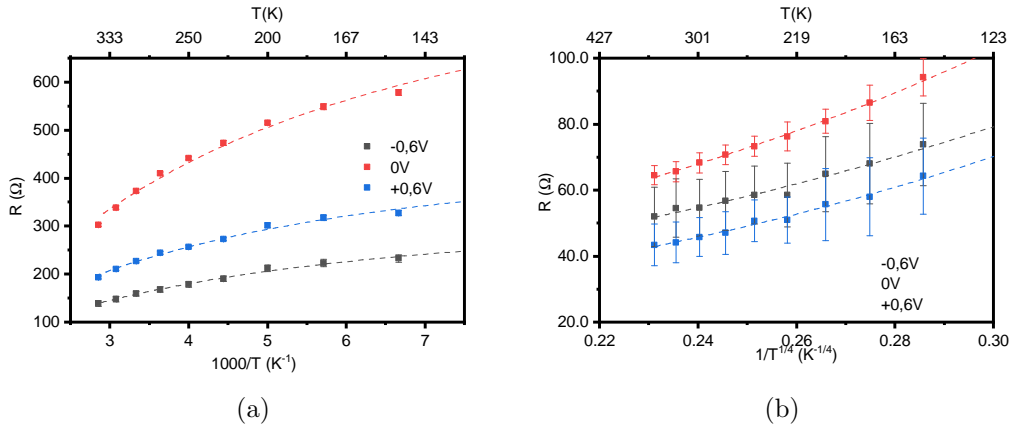 T(K)
333 250 200 167 143
600
500
400
300
200
100
R (Ω)
-0,6V
0V
+0,6V
3 4 5 6 7
1000/T (K⁻¹)
(a)
T(K)
427 301 219 163 123
100.0
80.0
60.0
40.0
20.0
R (Ω)
-0,6V
0V
+0,6V
0.22 0.24 0.26 0.28 0.30
1/T^{1/4} (K^{-1/4})
(b)